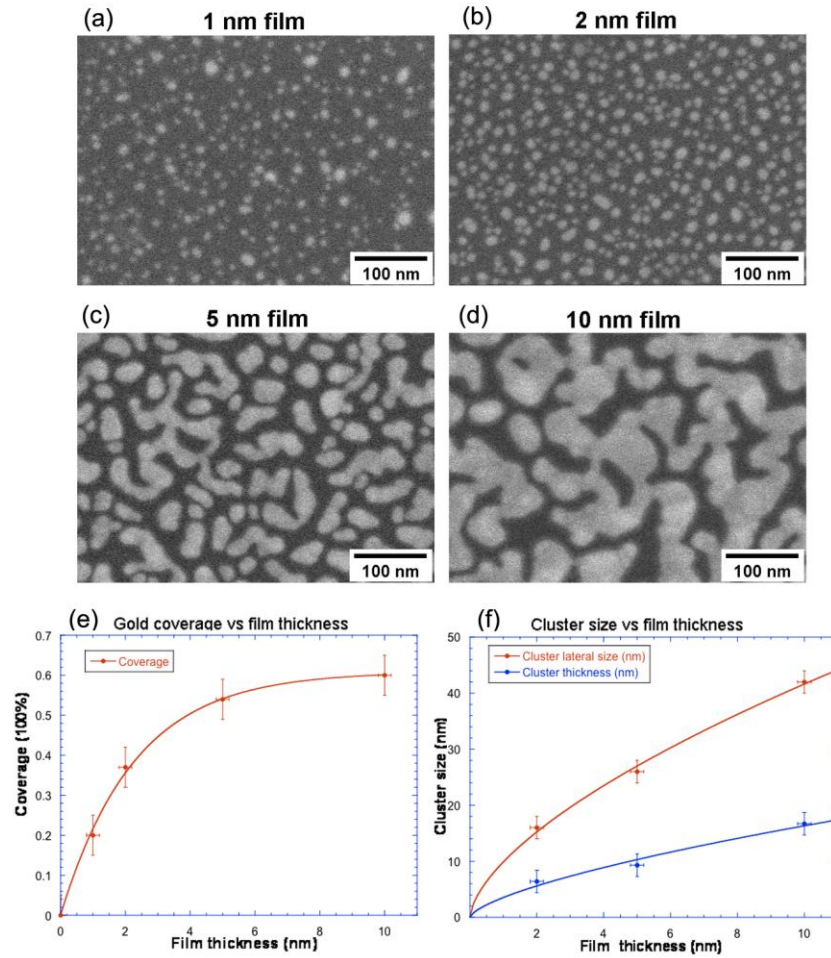 (a) 1 nm film
(b) 2 nm film
100 nm
100 nm
(c) 5 nm film
(d) 10 nm film
100 nm
100 nm
(e) Gold coverage vs film thickness
0.7
0.6
0.5
0.4
0.3
0.2
0.1
0
Coverage (100%)
Coverage
0 2 4 6 8 10
Film thickness (nm)
(f) Cluster size vs film thickness
50
40
30
20
10
0
Cluster size (nm)
Cluster lateral size (nm)
Cluster thickness (nm)
2 4 6 8 10
Film thickness (nm)